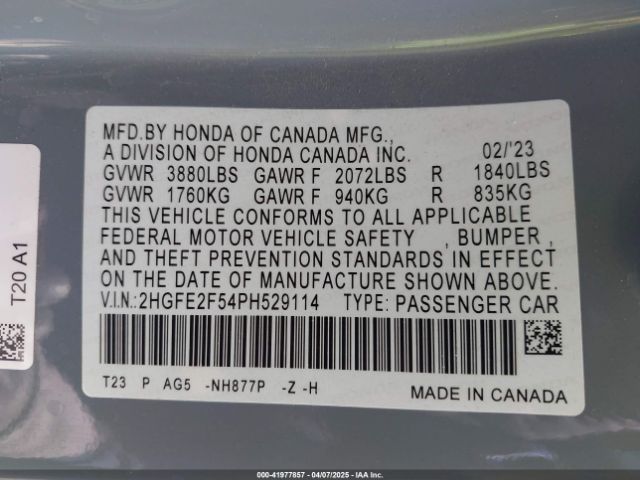 MFD.BY HONDA OF CANADA MFG.,
A DIVISION OF HONDA CANADA INC. 02/'23
GVWR 3880LBS GAWR F 2072LBS R 1840LBS
GVWR 1760KG GAWR F 940KG R 835KG
THIS VEHICLE CONFORMS TO ALL APPLICABLE
FEDERAL MOTOR VEHICLE SAFETY , BUMPER ,
AND THEFT PREVENTION STANDARDS IN EFFECT
ON THE DATE OF MANUFACTURE SHOWN ABOVE.
V.I.N.:2HGFE2F54PH529114 TYPE: PASSENGER CAR
T23 P AG5 -NH877P -Z -H
MADE IN CANADA
T20 A1
000-41977857 - 04/07/2025 - IAA Inc.